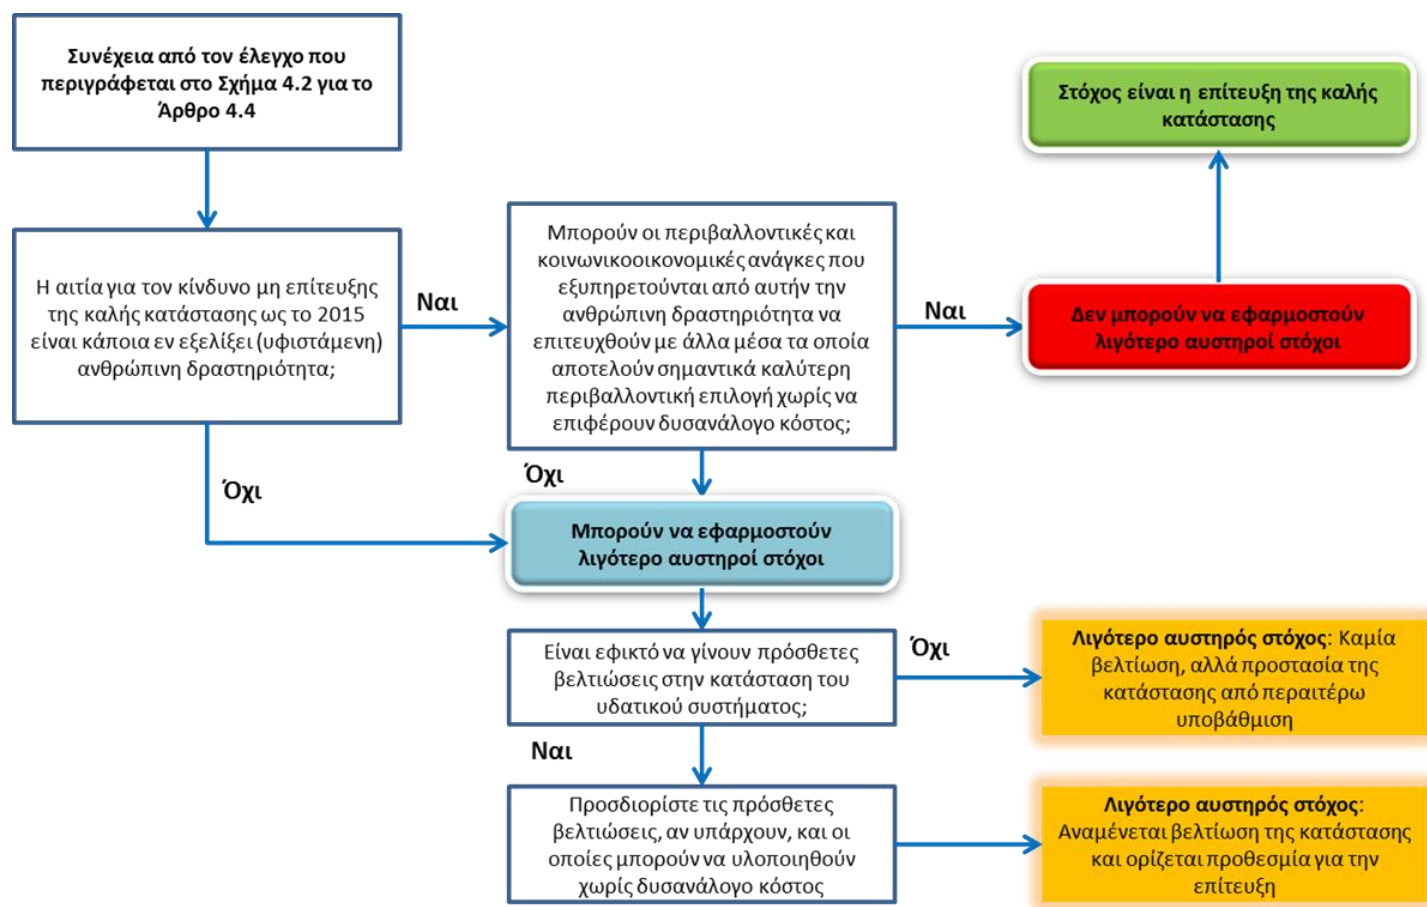 Συνέχεια από τον έλεγχο που
περιγράφεται στο Σχήμα 4.2 για το
Άρθρο 4.4
Στόχος είναι η επίτευξη της καλής
κατάστασης
Η αιτία για τον κίνδυνο μη επίτευξης
της καλής κατάστασης ως το 2015
είναι κάποια εν εξελίξει (υφιστάμενη)
ανθρώπινη δραστηριότητα;
Ναι
Μπορούν οι περιβαλλοντικές και
κοινωνικοοικονομικές ανάγκες που
εξυπηρετούνται από αυτήν την
ανθρώπινη δραστηριότητα να
επιτευχθούν με άλλα μέσα τα οποία
αποτελούν σημαντικά καλύτερη
περιβαλλοντική επιλογή χωρίς να
επιφέρουν δυσανάλογο κόστος;
Ναι
Δεν μπορούν να εφαρμοστούν
λιγότερο αυστηροί στόχοι
Όχι
Όχι
Μπορούν να εφαρμοστούν
λιγότερο αυστηροί στόχοι
Είναι εφικτό να γίνουν πρόσθετες
βελτιώσεις στην κατάσταση του
υδατικού συστήματος;
Όχι
Λιγότερο αυστηρός στόχος: Καμία
βελτίωση, αλλά προστασία της
κατάστασης από περαιτέρω
υποβάθμιση
Ναι
Προσδιορίστε τις πρόσθετες
βελτιώσεις, αν υπάρχουν, και οι
οποίες μπορούν να υλοποιηθούν
χωρίς δυσανάλογο κόστος
Λιγότερο αυστηρός στόχος:
Αναμένεται βελτίωση της κατάστασης
και ορίζεται προθεσμία για την
επίτευξη